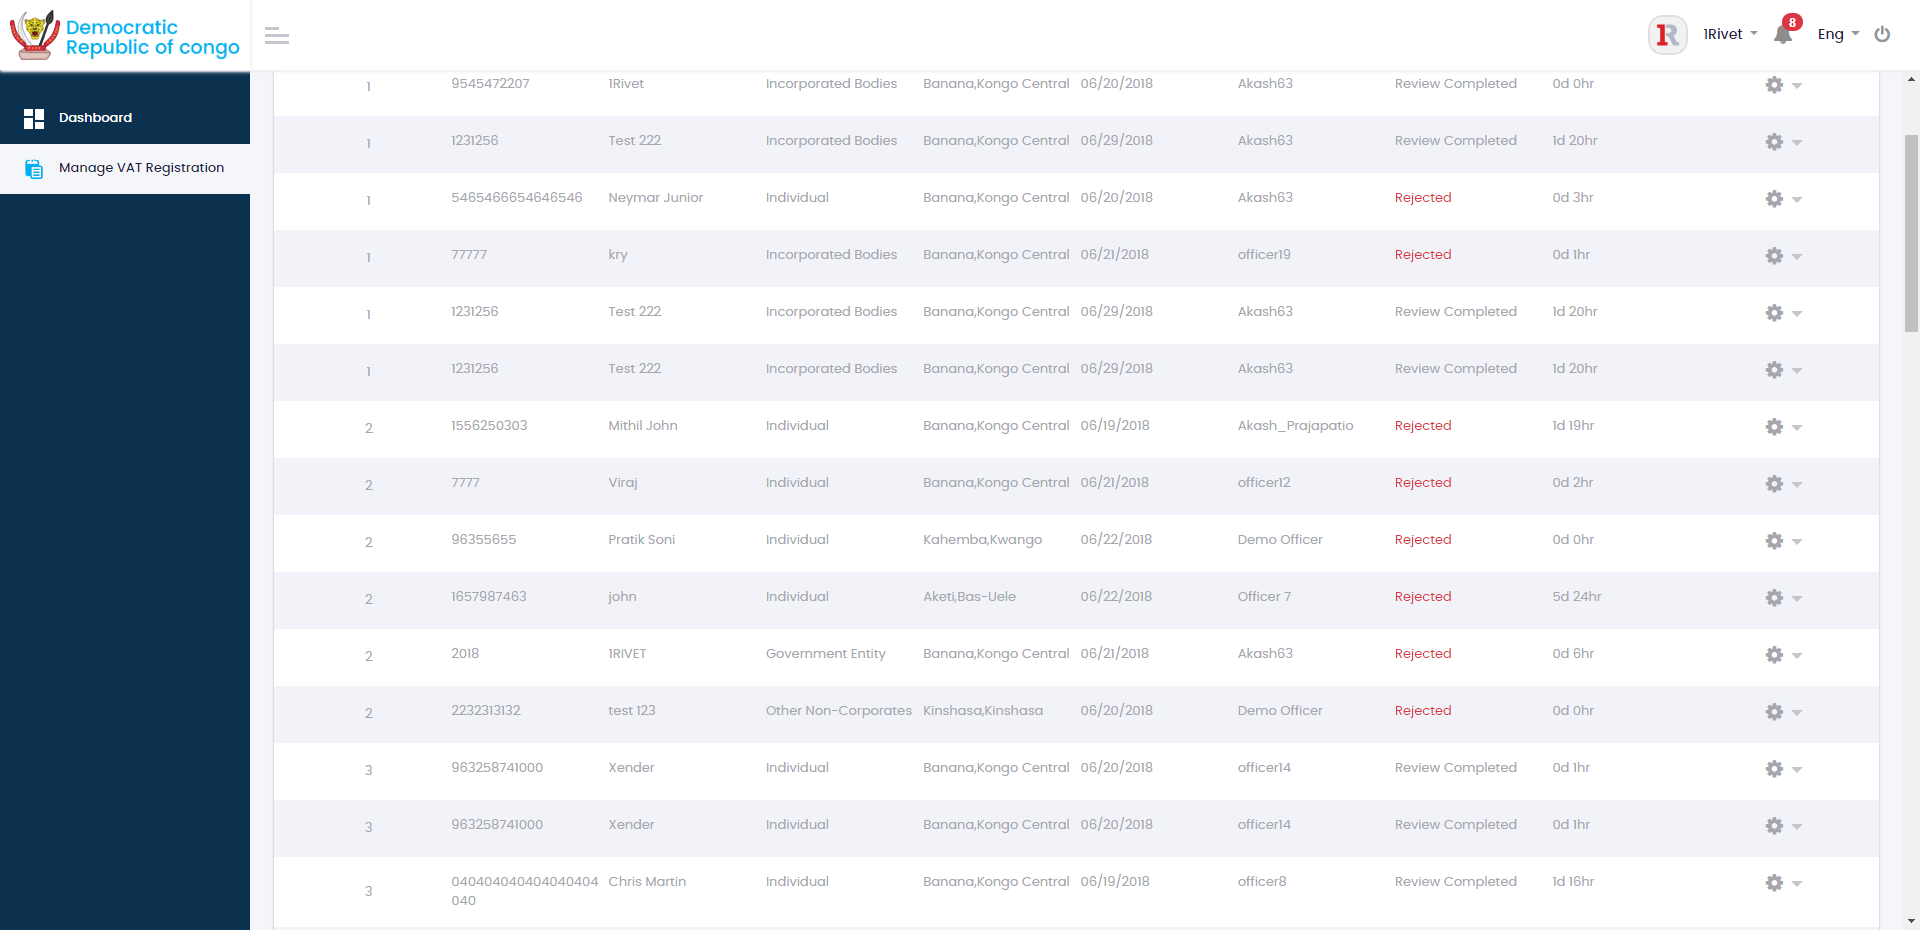 Democratic
Republic of congo
1R 1Rivet 8 Eng
Dashboard
Manage VAT Registration
1 9545472207 1Rivet Incorporated Bodies Banana,Kongo Central 06/20/2018 Akash63 Review Completed 0d 0hr
1 1231256 Test 222 Incorporated Bodies Banana,Kongo Central 06/29/2018 Akash63 Review Completed 1d 20hr
1 5465466654646546 Neymar Junior Individual Banana,Kongo Central 06/20/2018 Akash63 Rejected 0d 3hr
1 77777 kry Incorporated Bodies Banana,Kongo Central 06/21/2018 officer19 Rejected 0d 1hr
1 1231256 Test 222 Incorporated Bodies Banana,Kongo Central 06/29/2018 Akash63 Review Completed 1d 20hr
1 1231256 Test 222 Incorporated Bodies Banana,Kongo Central 06/29/2018 Akash63 Review Completed 1d 20hr
2 1556250303 Mithil John Individual Banana,Kongo Central 06/19/2018 Akash_Prajapatio Rejected 1d 19hr
2 7777 Viraj Individual Banana,Kongo Central 06/21/2018 officer12 Rejected 0d 2hr
2 96355655 Pratik Soni Individual Kahemba,Kwango 06/22/2018 Demo Officer Rejected 0d 0hr
2 1657987463 john Individual Aketi,Bas-Uele 06/22/2018 Officer 7 Rejected 5d 24hr
2 2018 1RIVET Government Entity Banana,Kongo Central 06/21/2018 Akash63 Rejected 0d 6hr
2 2232313132 test 123 Other Non-Corporates Kinshasa,Kinshasa 06/20/2018 Demo Officer Rejected 0d 0hr
3 963258741000 Xender Individual Banana,Kongo Central 06/20/2018 officer14 Review Completed 0d 1hr
3 963258741000 Xender Individual Banana,Kongo Central 06/20/2018 officer14 Review Completed 0d 1hr
3 040404040404040404 Chris Martin Individual Banana,Kongo Central 06/19/2018 officer8 Review Completed 1d 16hr
040